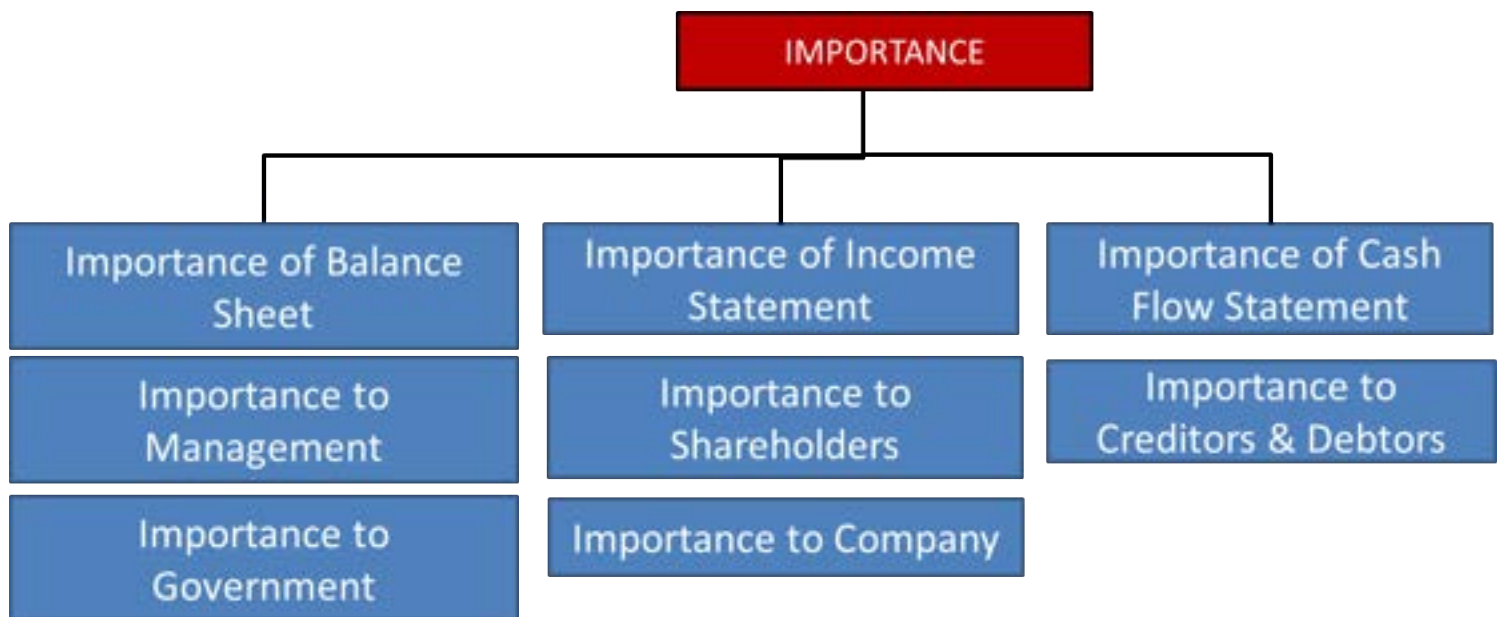 IMPORTANCE
Importance of Balance
Sheet
Importance of Income
Statement
Importance of Cash
Flow Statement
Importance to
Management
Importance to
Shareholders
Importance to
Creditors & Debtors
Importance to
Government
Importance to Company